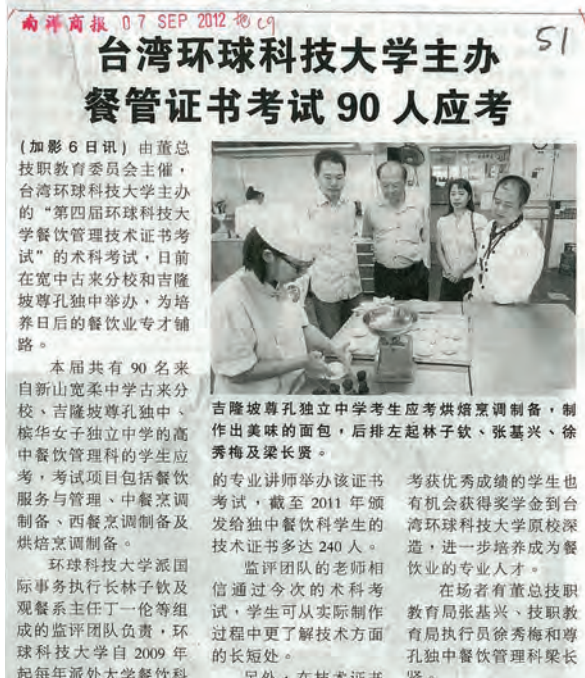 南洋商报 07 SEP 2012 地 C9
51
台湾环球科技大学主办
餐管证书考试 90 人应考
(加影 6 日讯) 由董总
技职教育委员会主催，
台湾环球科技大学主办
的“第四届环球科技大
学餐饮管理技术证书考
试”的术科考试，日前
在宽中古来分校和吉隆
坡尊孔独中举办，为培
养日后的餐饮业专才铺
路。
本届共有 90 名来
自新山宽柔中学古来分
校、吉隆坡尊孔独中、
槟华女子独立中学的高
中餐饮管理科的学生应
考，考试项目包括餐饮
服务与管理、中餐烹调
制备、西餐烹调制备及
烘焙烹调制备。
环球科技大学派国
际事务执行长林子钦及
观餐系主任丁一伦等组
成的监评团队负责，环
球科技大学自 2009 年
起每年派处大学餐饮科
吉隆坡尊孔独立中学考生应考烘焙烹调制备，制
作出美味的面包，后排左起林子钦、张基兴、徐
秀梅及梁长贤。
的专业讲师举办该证书
考试，截至 2011 年颁
发给独中餐饮科学生的
技术证书多达 240 人。
监评团队的老师相
信通过今次的术科考
试，学生可从实际制作
过程中更了解技术方面
的长短处。
另外，在技术证书
考获优秀成绩的学生也
有机会获得奖学金到台
湾环球科技大学原校深
造，进一步培养成为餐
饮业的专业人才。
在场者有董总技职
教育局张基兴、技职教
育局执行员徐秀梅和尊
孔独中餐饮管理科梁长
贤。